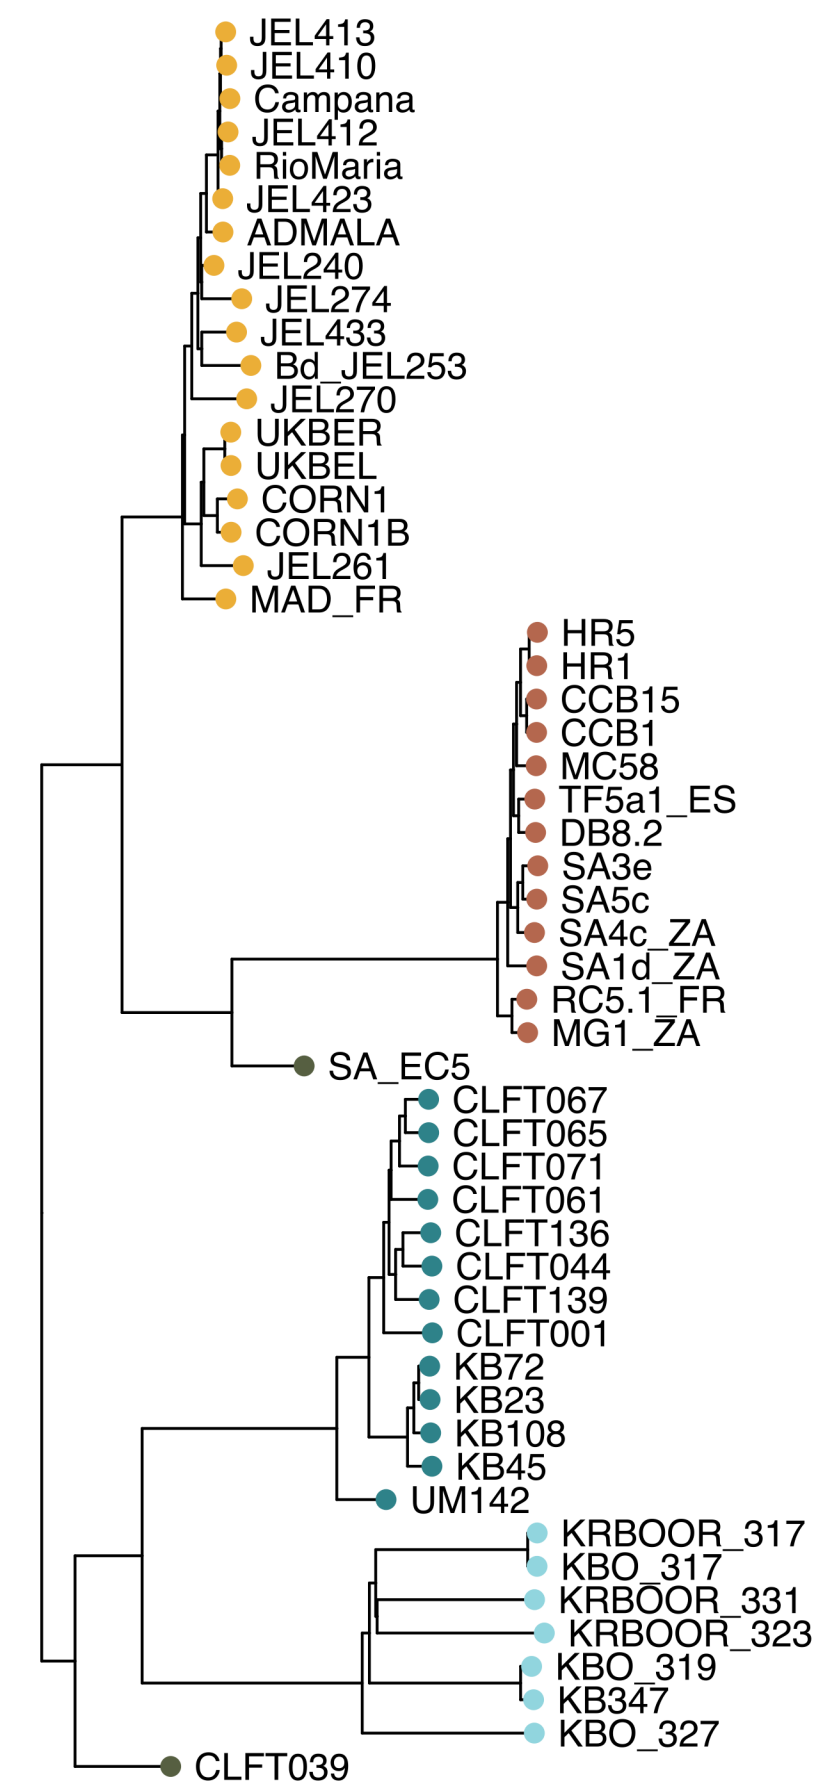 JEL413
JEL410
Campana
JEL412
RioMaria
JEL423
ADMALA
JEL240
JEL274
JEL433
Bd_JEL253
JEL270
UKBER
UKBEL
CORN1
CORN1B
JEL261
MAD_FR
HR5
HR1
CCB15
CCB1
MC58
TF5a1_ES
DB8.2
SA3e
SA5c
SA4c_ZA
SA1d_ZA
RC5.1_FR
MG1_ZA
SA_EC5
CLFT067
CLFT065
CLFT071
CLFT061
CLFT136
CLFT044
CLFT139
CLFT001
KB72
KB23
KB108
KB45
UM142
KRBOOR_317
KBO_317
KRBOOR_331
KRBOOR_323
KBO_319
KB347
KBO_327
CLFT039